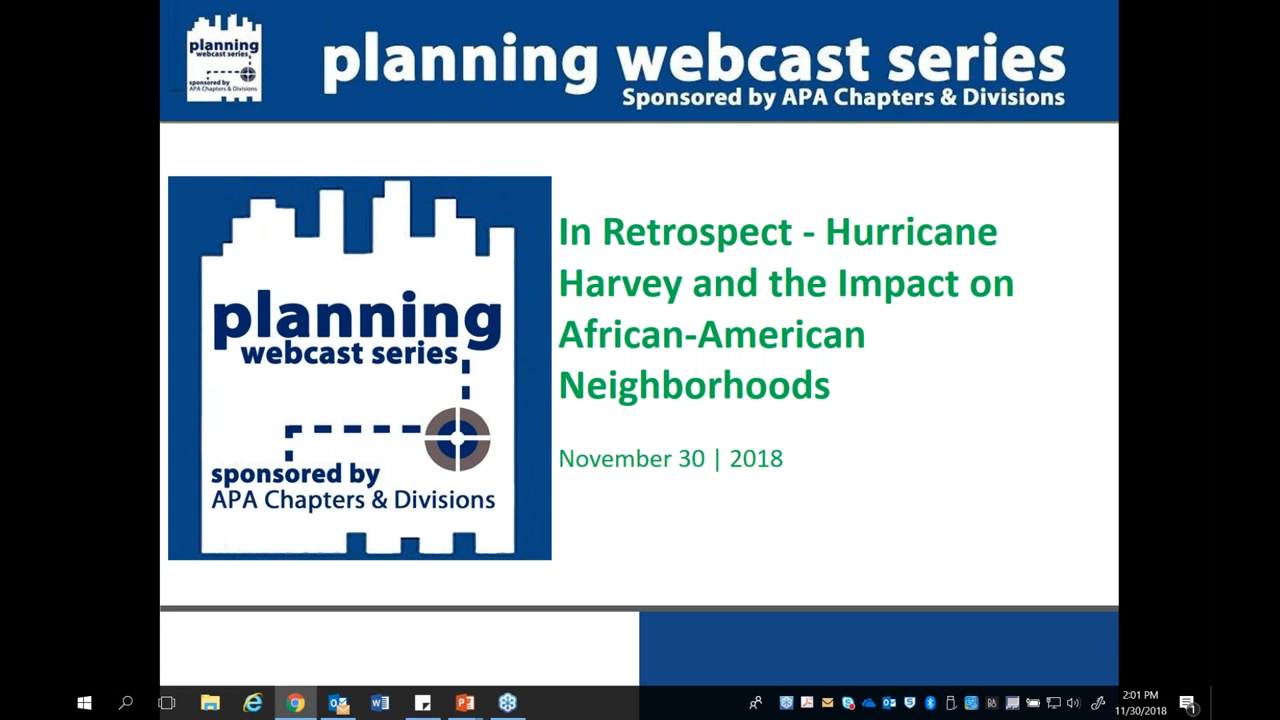 planning
webcast series
sponsored by
APA Chapters & Divisions
planning webcast series
Sponsored by APA Chapters & Divisions
planning
webcast series
sponsored by
APA Chapters & Divisions
In Retrospect - Hurricane
Harvey and the Impact on
African-American
Neighborhoods
November 30 | 2018
2:01 PM
11/30/2018
1